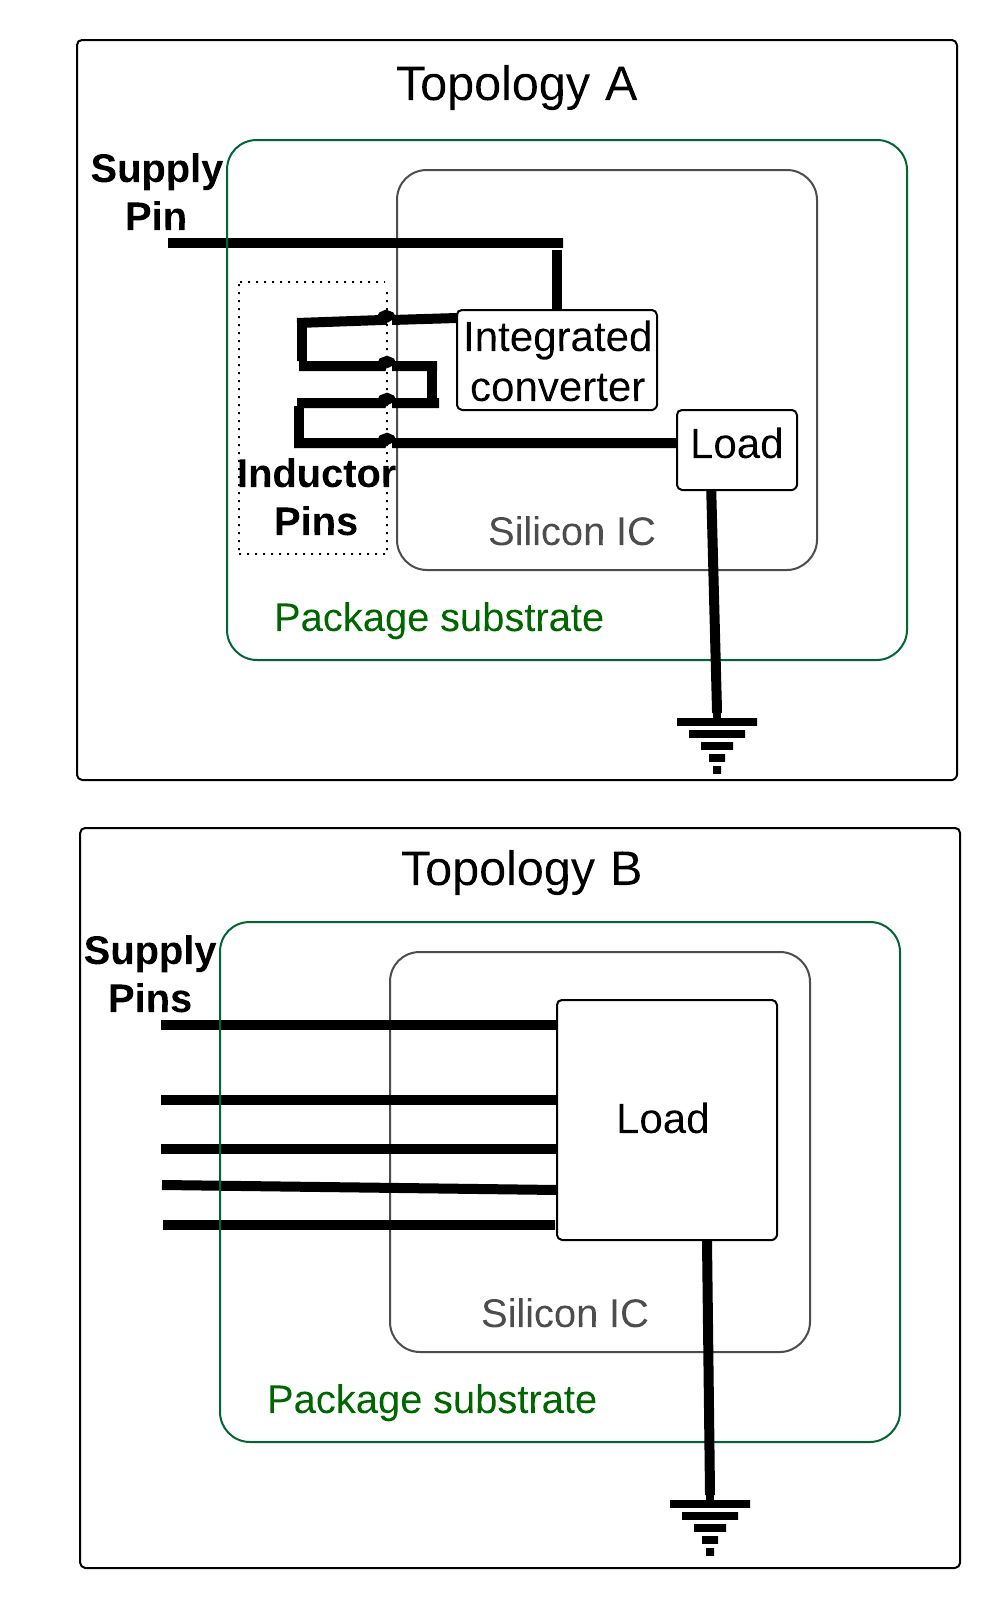 Topology A
Supply
Pin
Integrated
converter
Load
Inductor
Pins
Silicon IC
Package substrate
Topology B
Supply
Pins
Load
Silicon IC
Package substrate